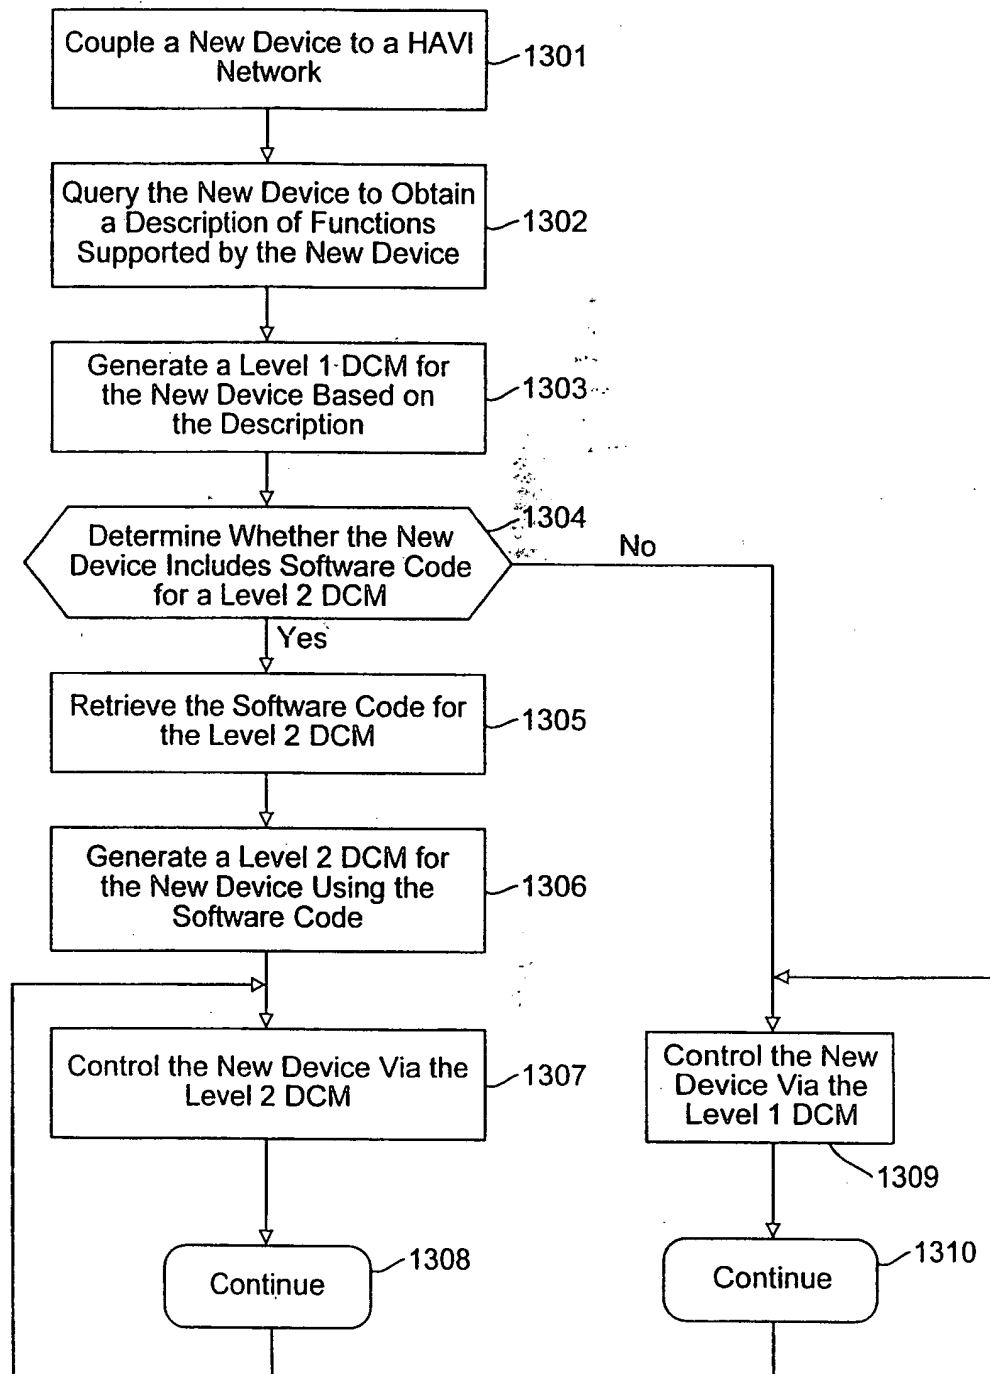 Couple a New Device to a HAVI
Network
1301
Query the New Device to Obtain
a Description of Functions
Supported by the New Device
1302
Generate a Level 1 DCM for
the New Device Based on
the Description
1303
Determine Whether the New
Device Includes Software Code
for a Level 2 DCM
1304
No
Yes
Retrieve the Software Code for
the Level 2 DCM
1305
Generate a Level 2 DCM for
the New Device Using the
Software Code
1306
Control the New Device Via the
Level 2 DCM
1307
Control the New
Device Via the
Level 1 DCM
1309
Continue
1308
Continue
1310